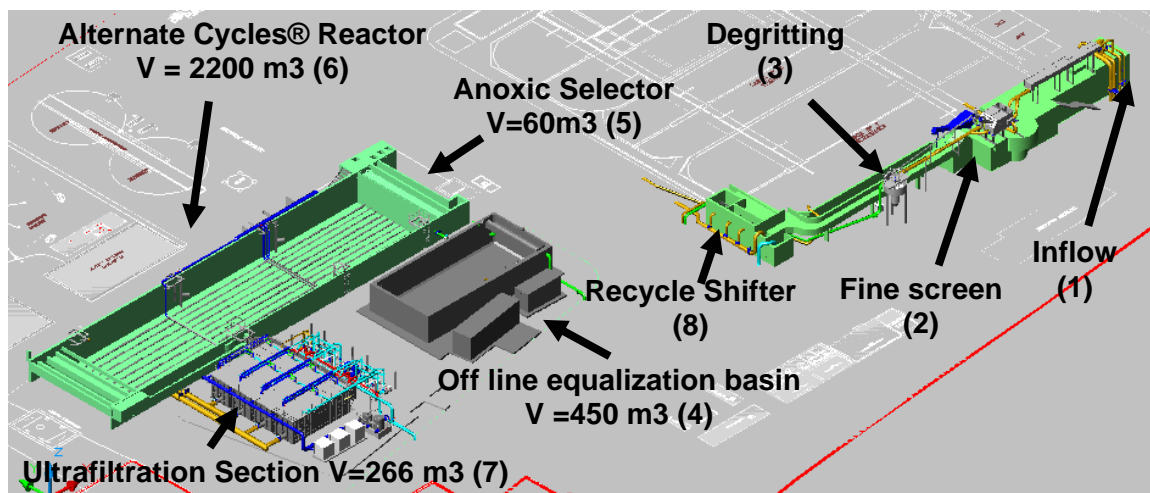 Alternate Cycles® Reactor
V = 2200 m3 (6)
Anoxic Selector
V=60m3 (5)
Degritting
(3)
Inflow
(1)
Fine screen
(2)
Recycle Shifter
(8)
Off line equalization basin
V =450 m3 (4)
Ultrafiltration Section V=266 m3 (7)
Z